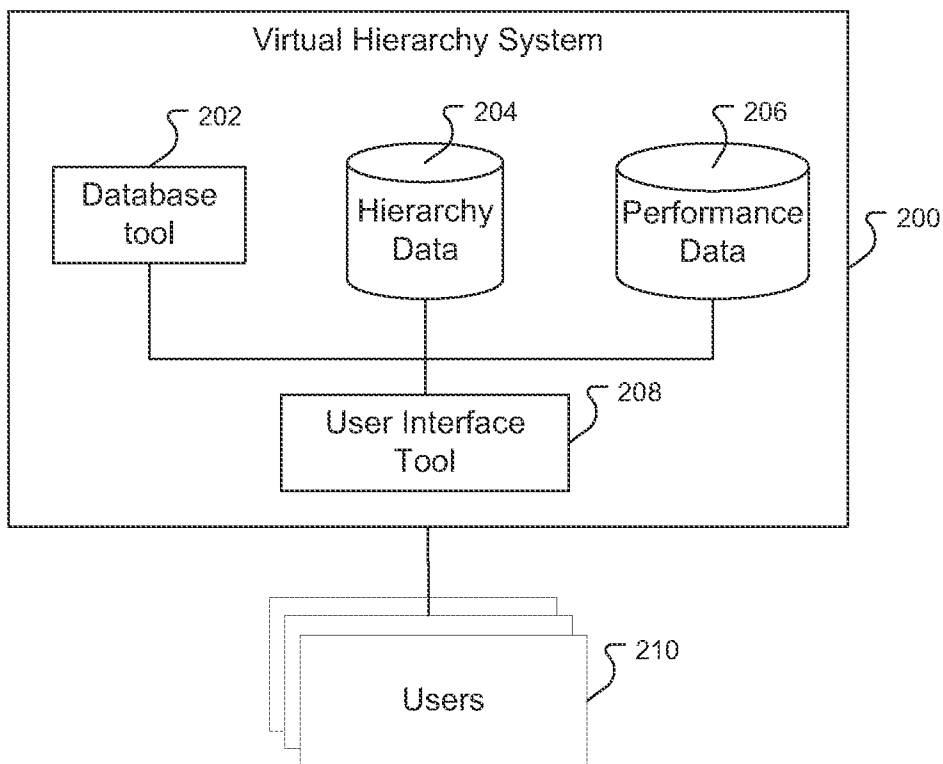 Virtual Hierarchy System
202
204
206
Database
tool
Hierarchy
Data
Performance
Data
200
208
User Interface
Tool
210
Users